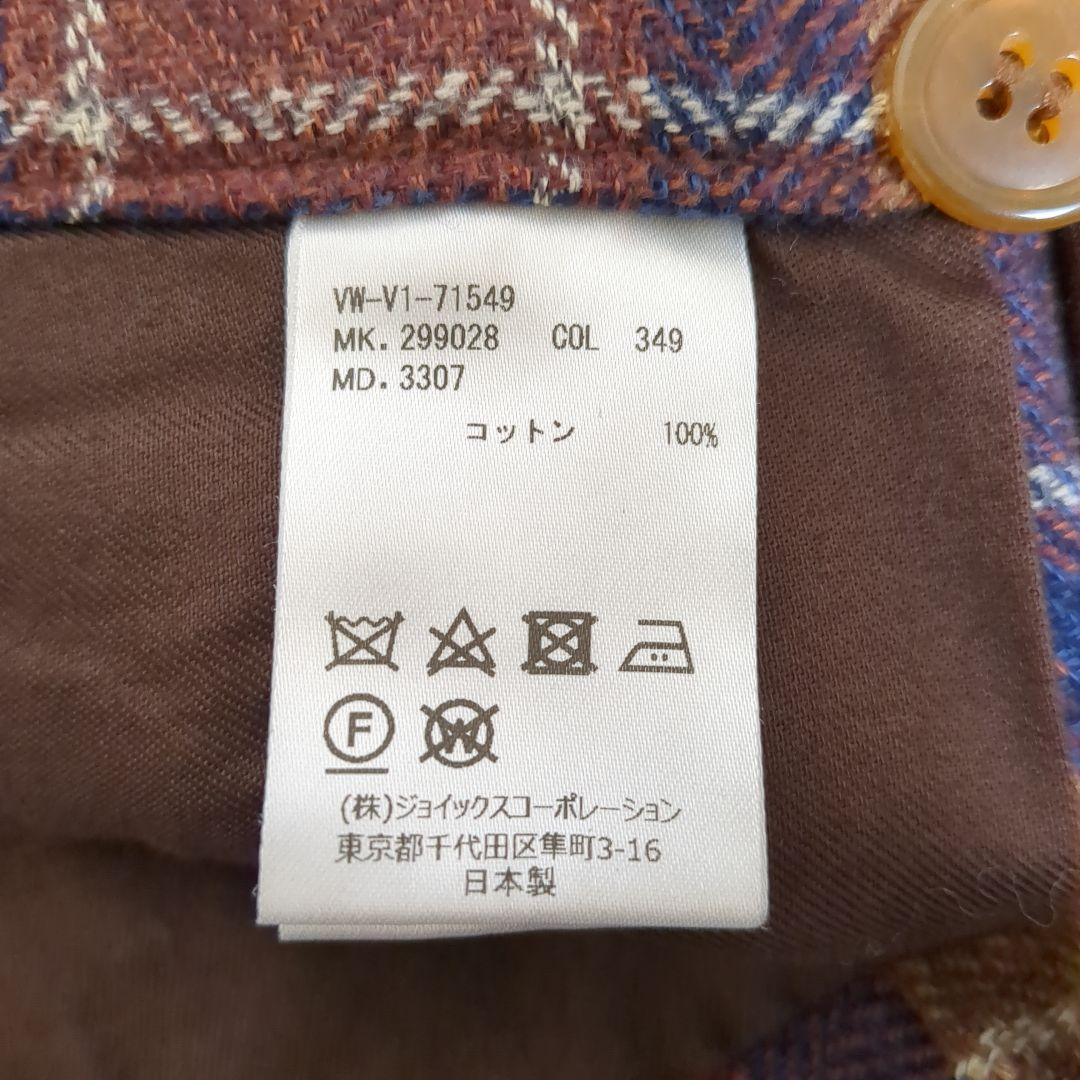 VW-V1-71549
MK. 299028 COL 349
MD. 3307
コットン 100%
F
W
(株)ジョイックスコーポレーション
東京都千代田区隼町3-16
日本製